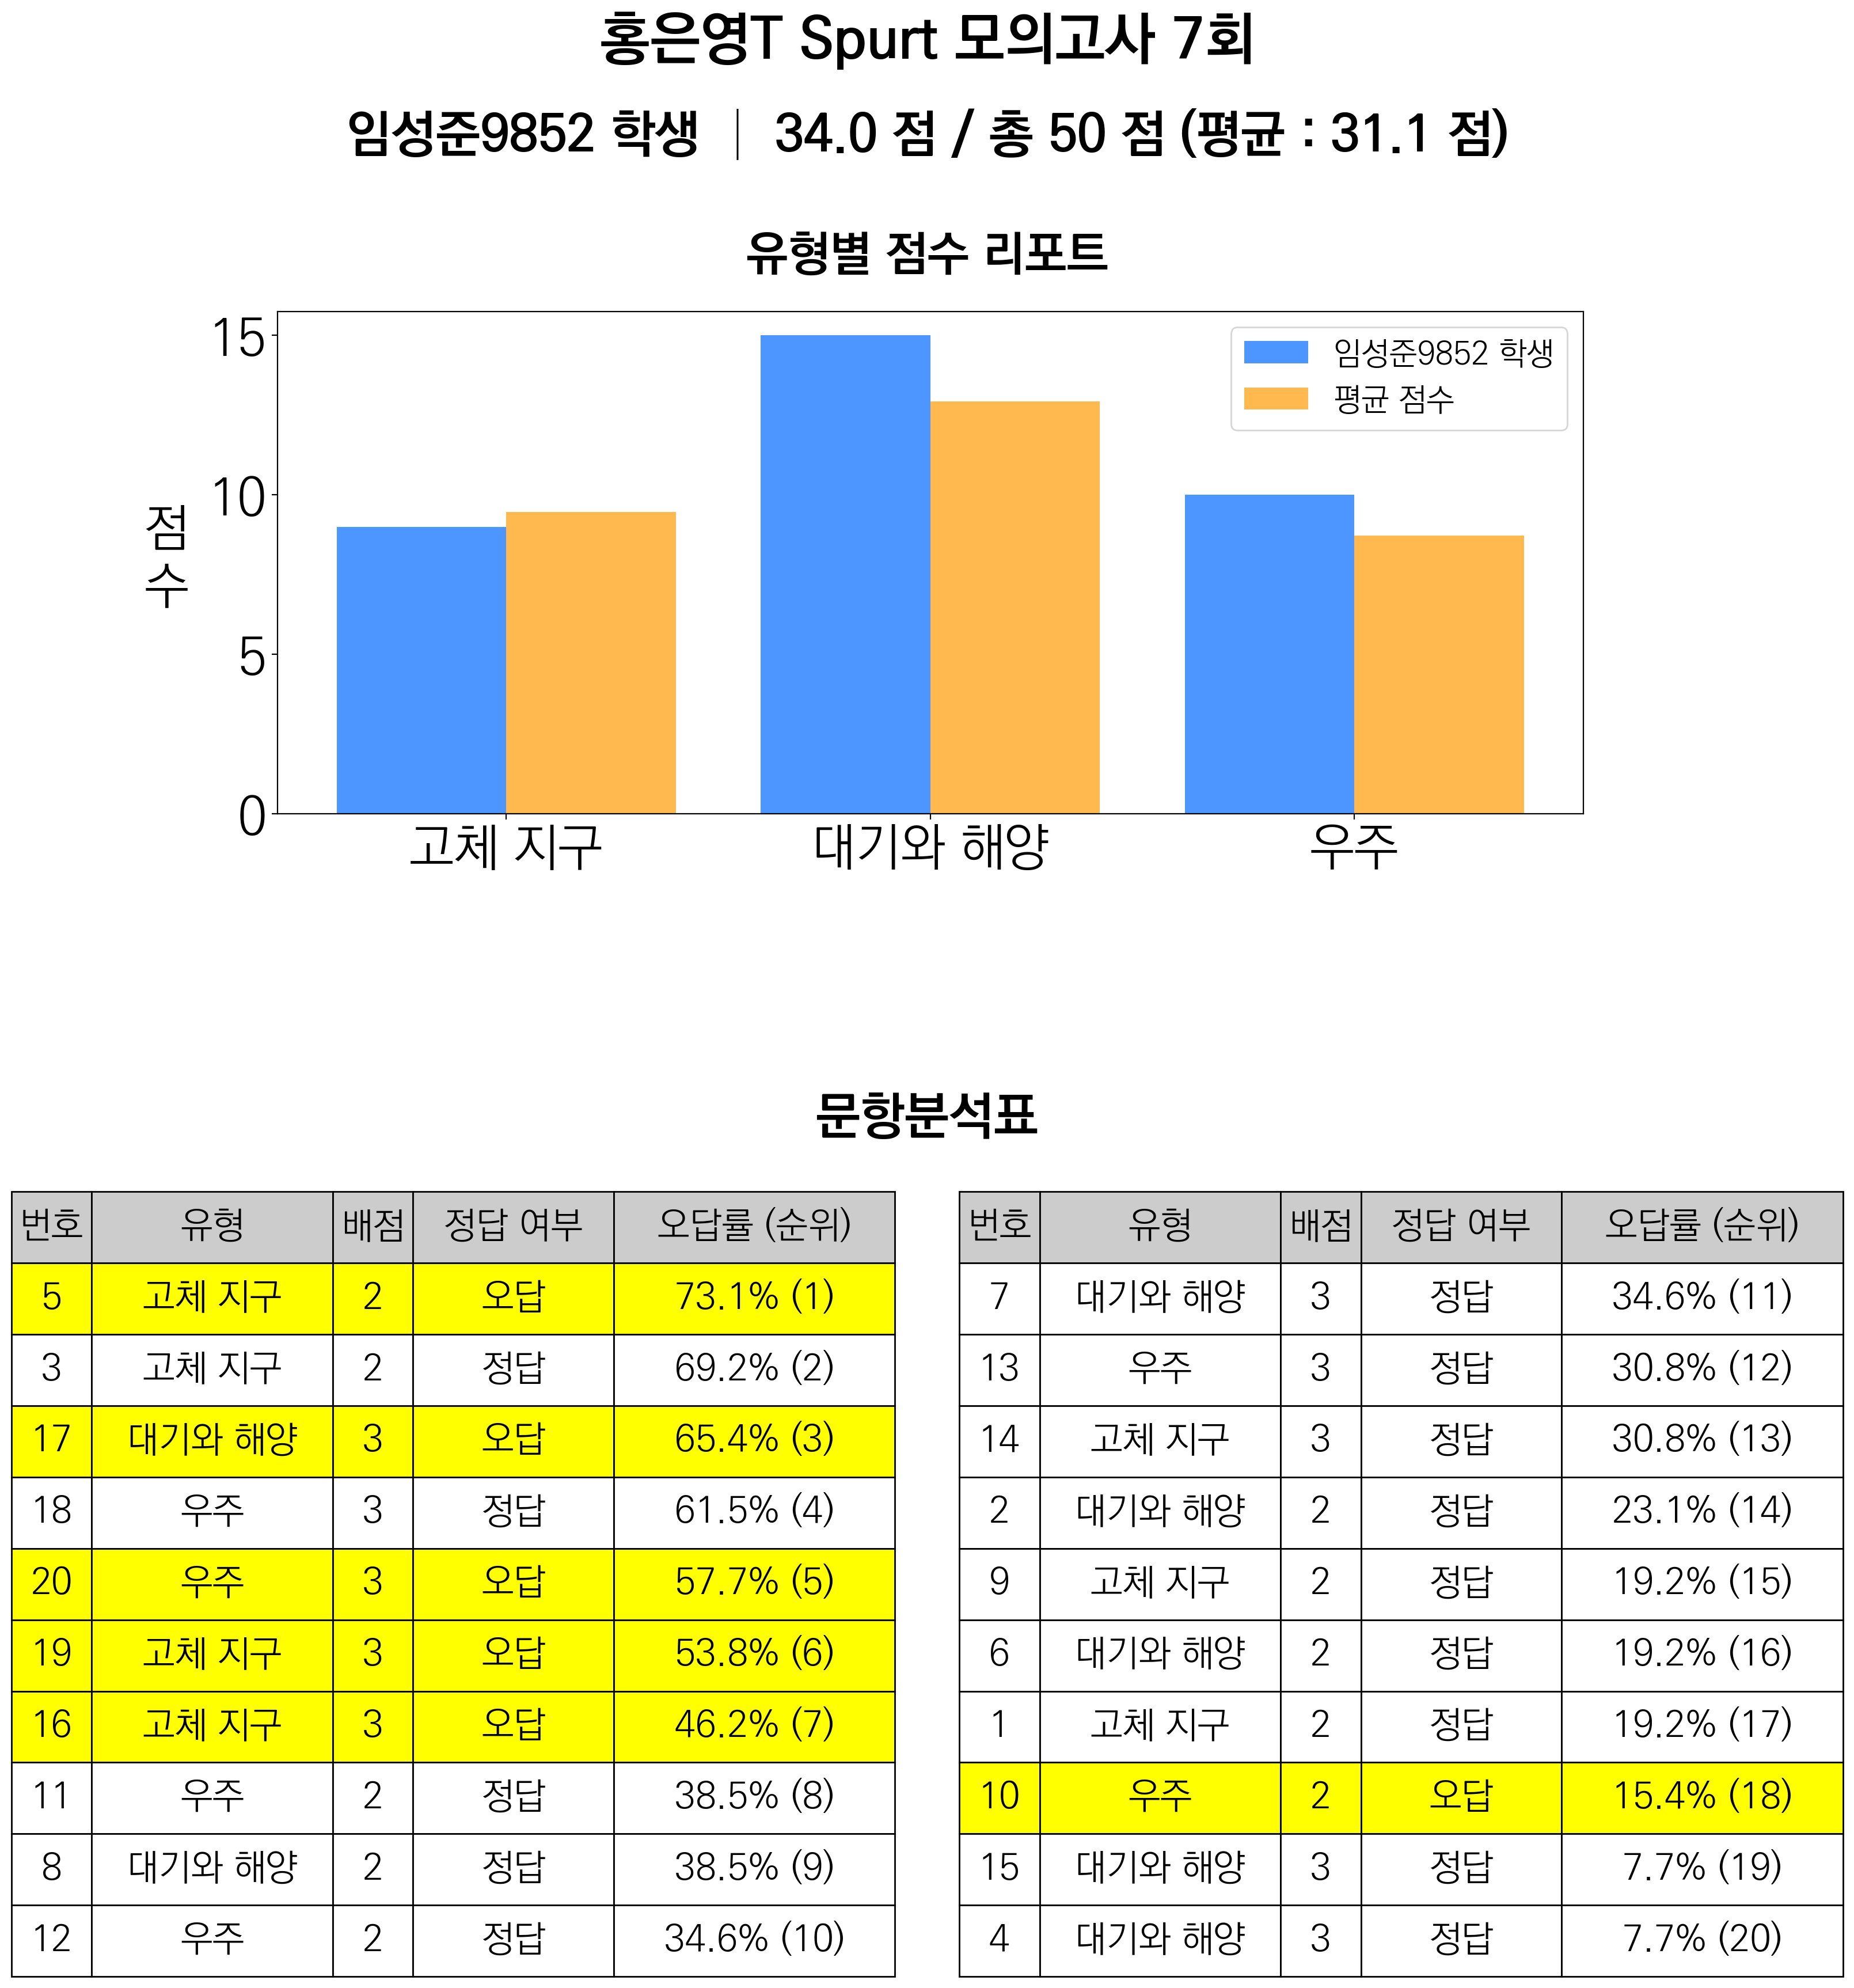 홍은영T Spurt 모의고사 7회
임성준9852 학생 │ 34.0 점 / 총 50 점 (평균 : 31.1 점)
유형별 점수 리포트
점
수
15
10
5
0
임성준9852 학생
평균 점수
고체 지구 대기와 해양 우주
문항분석표
번호 유형 배점 정답 여부 오답률 (순위)
5 고체 지구 2 오답 73.1% (1)
3 고체 지구 2 정답 69.2% (2)
17 대기와 해양 3 오답 65.4% (3)
18 우주 3 정답 61.5% (4)
20 우주 3 오답 57.7% (5)
19 고체 지구 3 오답 53.8% (6)
16 고체 지구 3 오답 46.2% (7)
11 우주 2 정답 38.5% (8)
8 대기와 해양 2 정답 38.5% (9)
12 우주 2 정답 34.6% (10)
번호 유형 배점 정답 여부 오답률 (순위)
7 대기와 해양 3 정답 34.6% (11)
13 우주 3 정답 30.8% (12)
14 고체 지구 3 정답 30.8% (13)
2 대기와 해양 2 정답 23.1% (14)
9 고체 지구 2 정답 19.2% (15)
6 대기와 해양 2 정답 19.2% (16)
1 고체 지구 2 정답 19.2% (17)
10 우주 2 오답 15.4% (18)
15 대기와 해양 3 정답 7.7% (19)
4 대기와 해양 3 정답 7.7% (20)